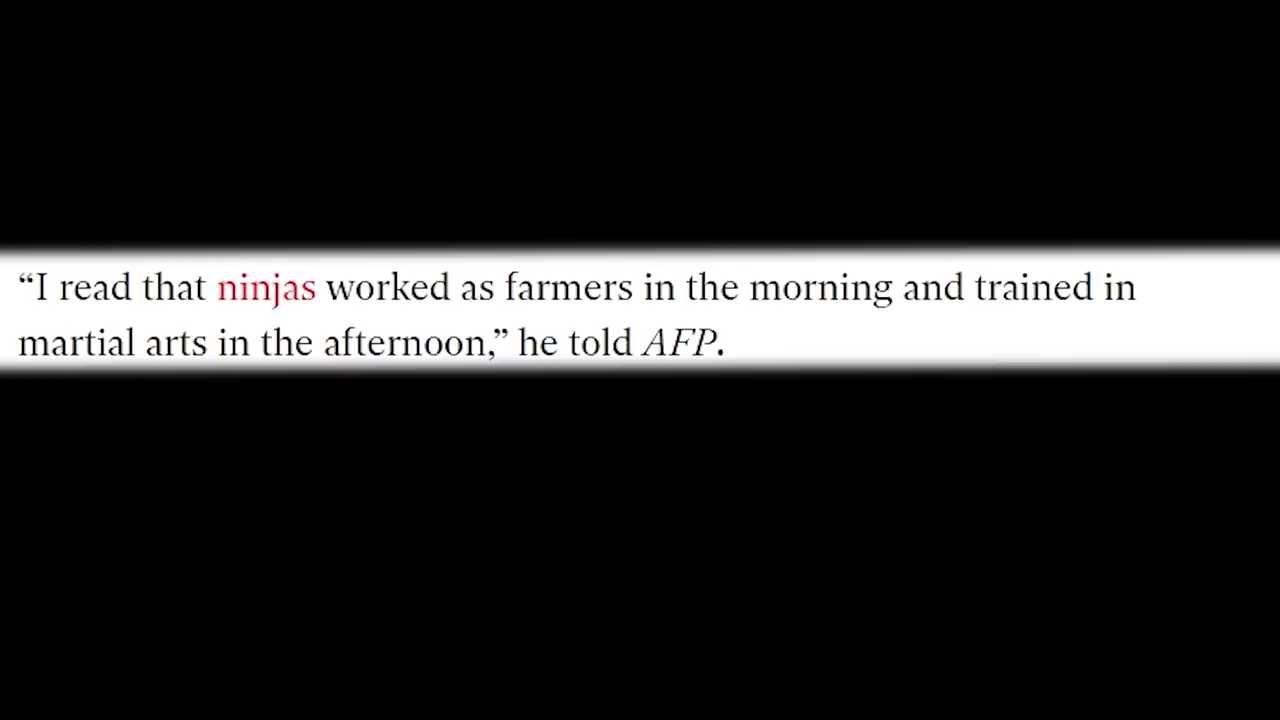 “I read that ninjas worked as farmers in the morning and trained in
martial arts in the afternoon,” he told AFP.